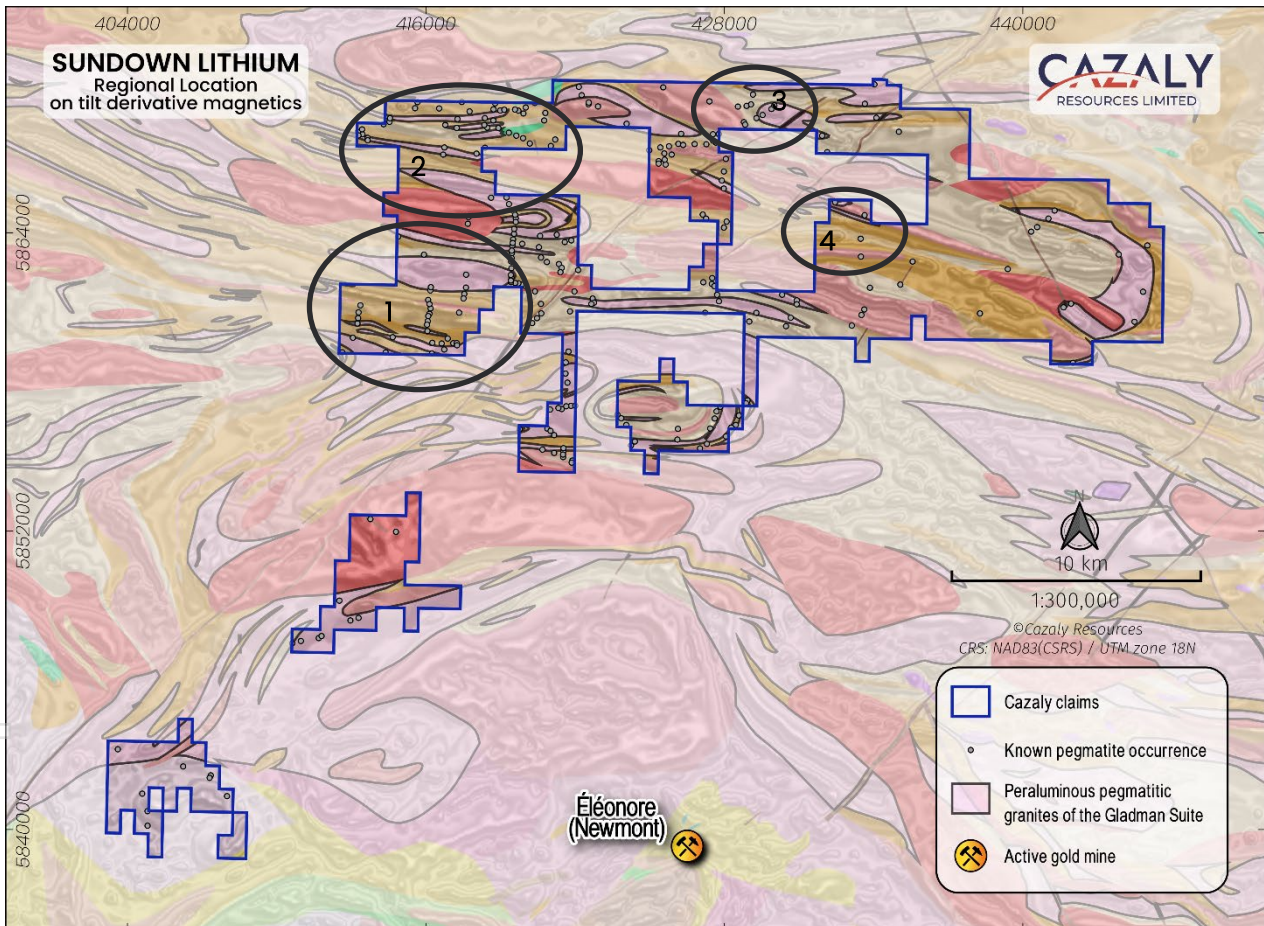 404000
416000
428000
440000
SUNDOWN LITHIUM
Regional Location
on tilt derivative magnetics
CAZALY
RESOURCES LIMITED
3
2
5864000
4
1
5852000
N
10 km
1:300,000
©Cazaly Resources
CRS: NAD83(CSRS) / UTM zone 18N
Cazaly claims
Known pegmatite occurrence
Peraluminous pegmatitic
granites of the Gladman Suite
Active gold mine
Éléonore
(Newmont)
5840000